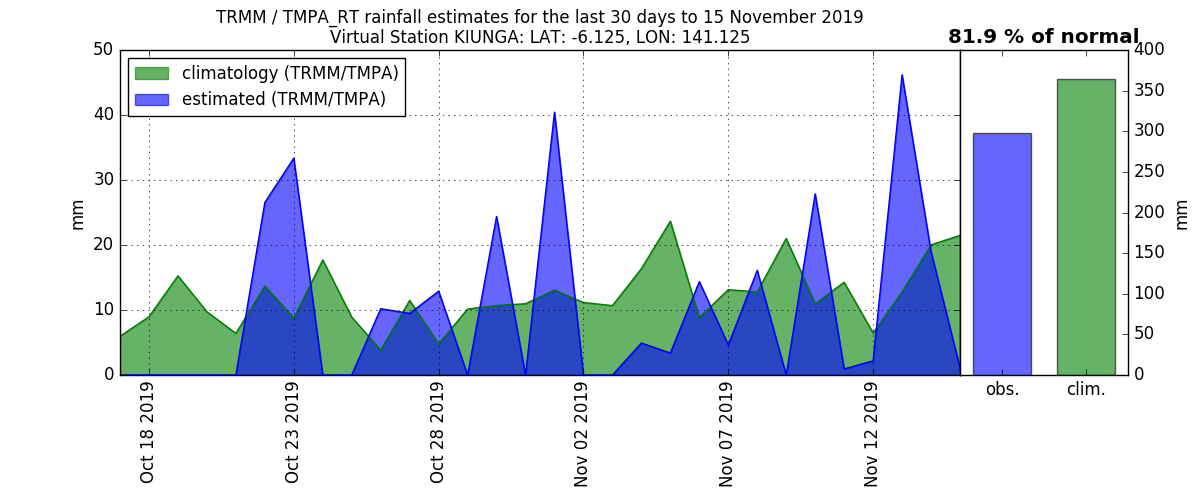 TRMM / TMPA_RT rainfall estimates for the last 30 days to 15 November 2019
Virtual Station KIUNGA: LAT: -6.125, LON: 141.125
81.9 % of normal
climatology (TRMM/TMPA)
estimated (TRMM/TMPA)
50
40
30
20
10
0
mm
Oct 18 2019
Oct 23 2019
Oct 28 2019
Nov 02 2019
Nov 07 2019
Nov 12 2019
obs.
clim.
400
350
300
250
200
150
100
50
0
mm